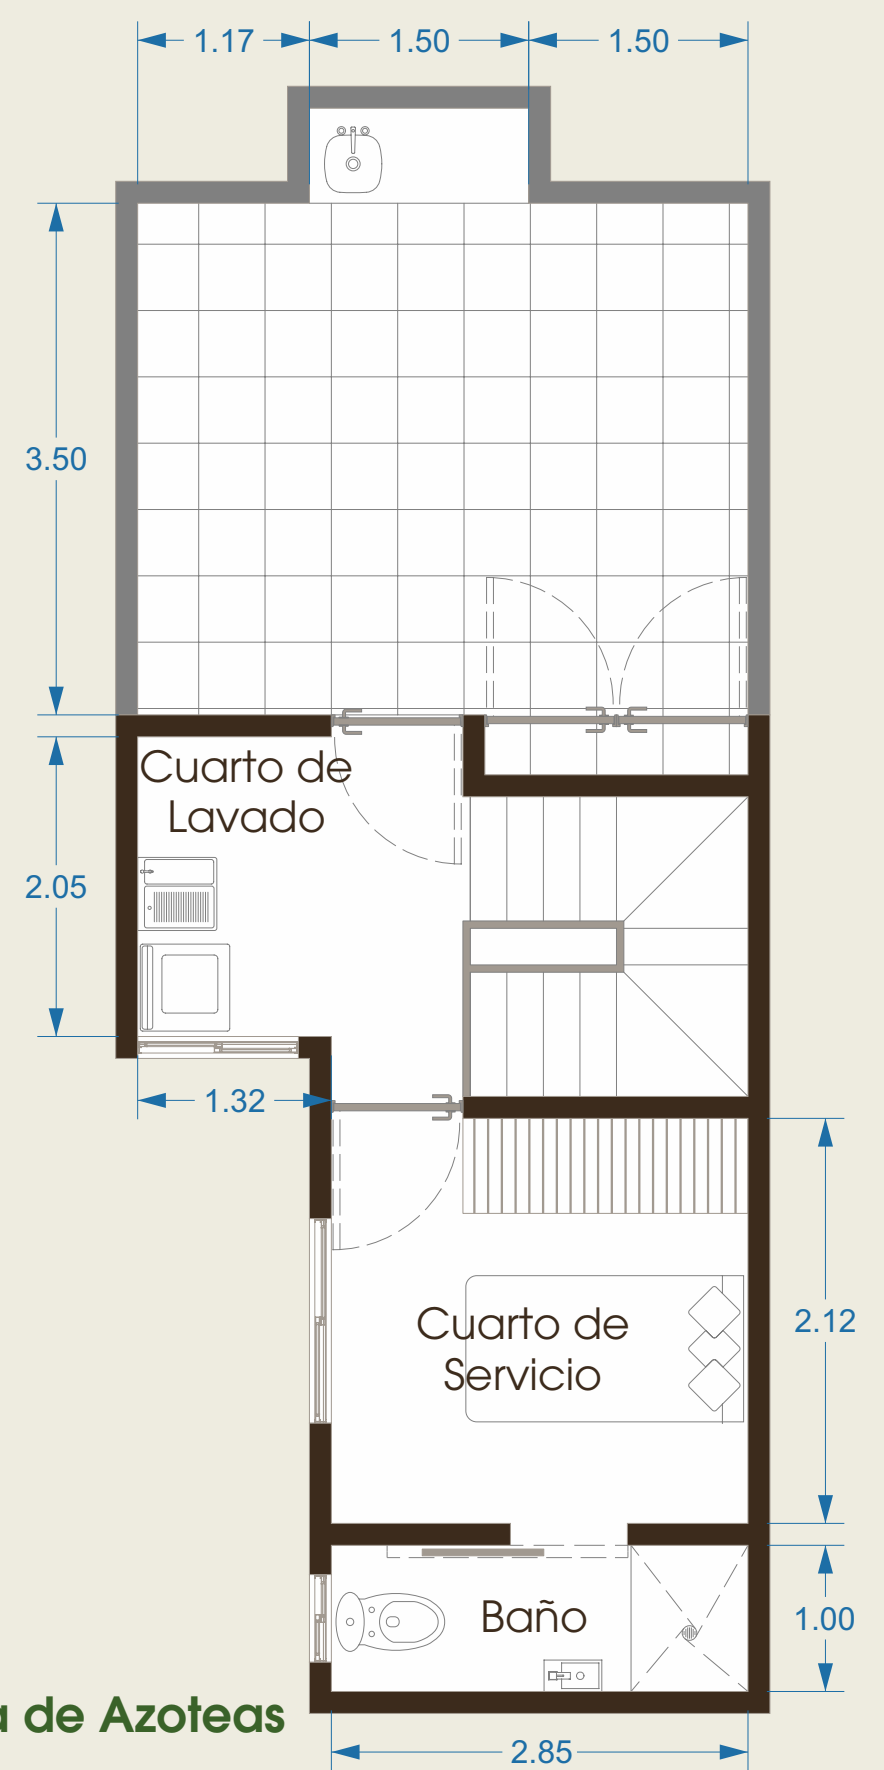 1.17
1.50
1.50
3.50
Cuarto de
Lavado
2.05
1.32
Cuarto de
Servicio
2.12
Baño
1.00
de Azoteas
2.85